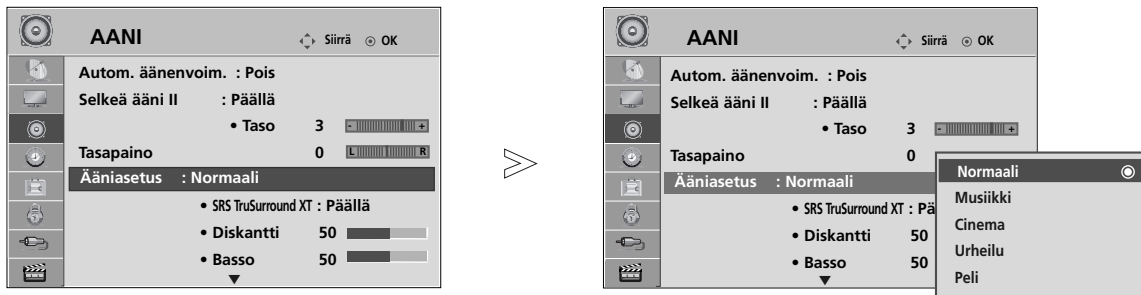 AANI
Siirrä OK
Autom. äänenvoim. : Pois
Selkeä ääni II : Päällä
• Taso 3 - +
Tasapaino 0 L R
Ääniasetus : Normaali
• SRS TruSurround XT : Päällä
• Diskantti 50
• Basso 50
AANI
Siirrä OK
Autom. äänenvoim. : Pois
Selkeä ääni II : Päällä
• Taso 3 - +
Tasapaino 0
Ääniasetus : Normaali
• SRS TruSurround XT : Pä
• Diskantti 50
• Basso 50
Normaali
Musiikki
Cinema
Urheilu
Peli